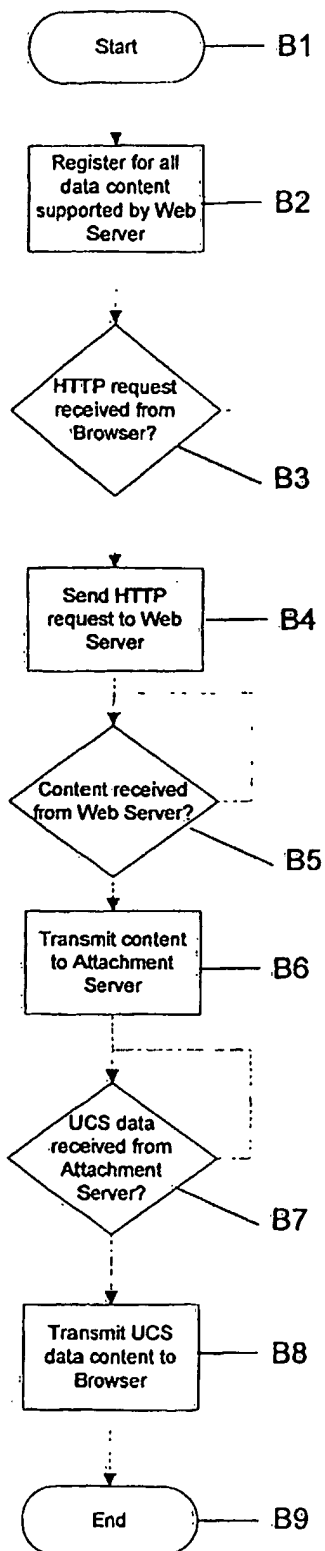 Start
B1
Register for all
data content
supported by Web
Server
B2
HTTP request
received from
Browser?
B3
Send HTTP
request to Web
Server
B4
Content received
from Web Server?
B5
Transmit content
to Attachment
Server
B6
UCS data
received from
Attachment
Server?
B7
Transmit UCS
data content to
Browser
B8
End
B9